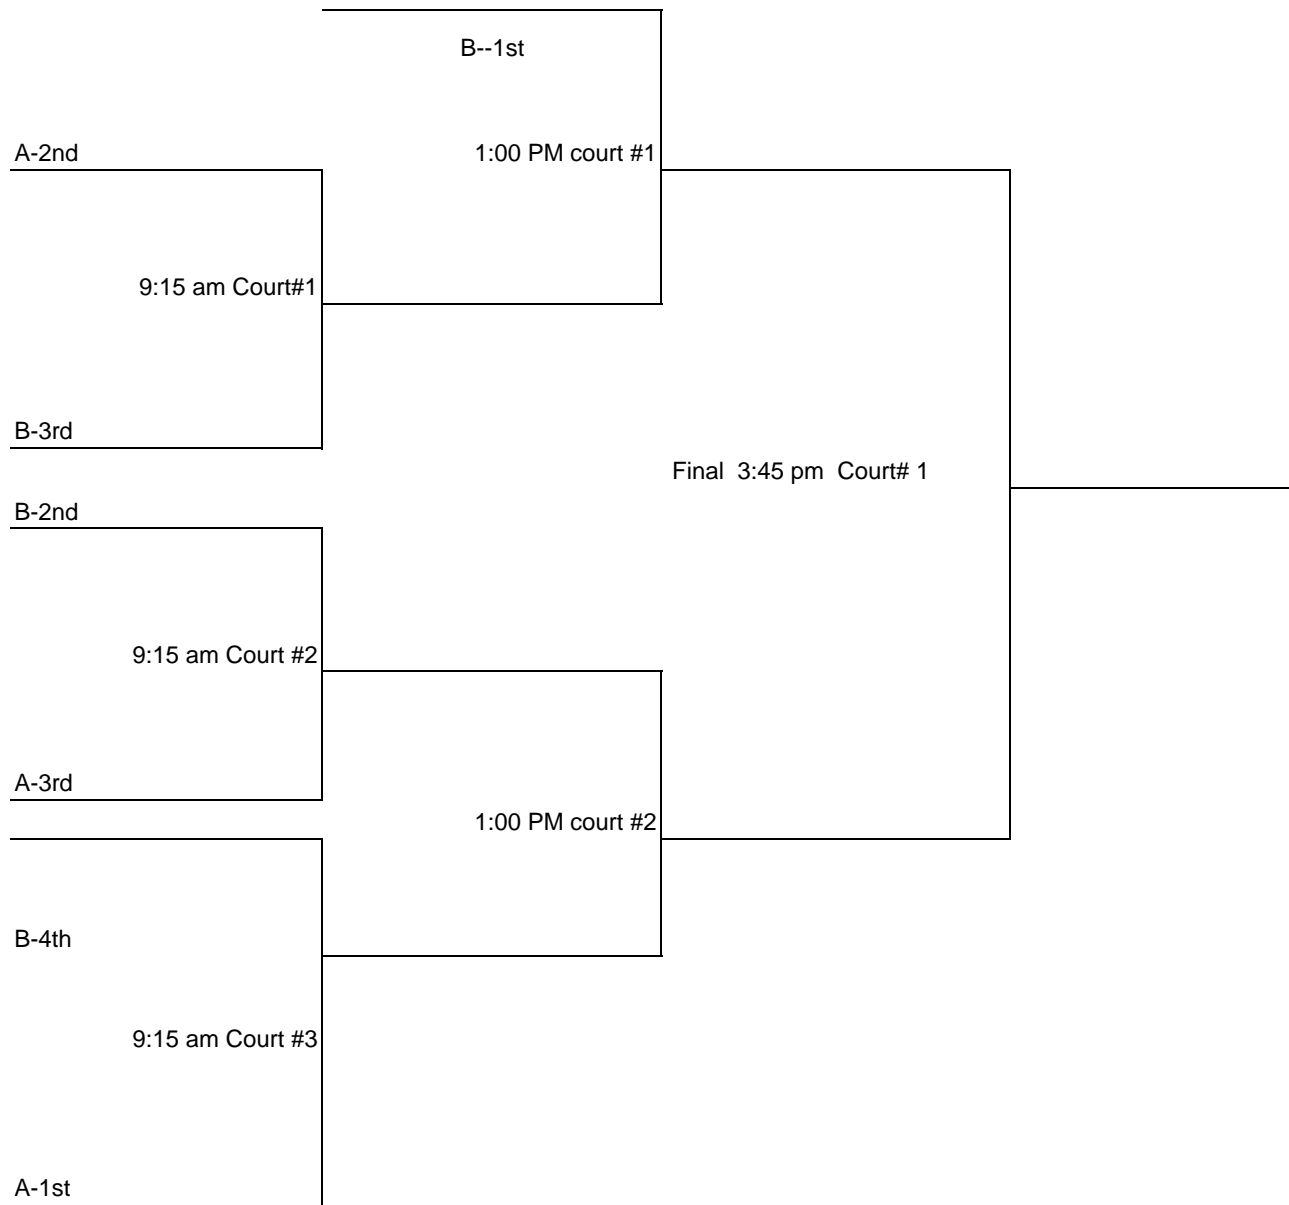 B--1st
A-2nd
1:00 PM court #1
9:15 am Court#1
B-3rd
Final  3:45 pm  Court# 1
B-2nd
9:15 am Court #2
A-3rd
1:00 PM court #2
B-4th
9:15 am Court #3
A-1st